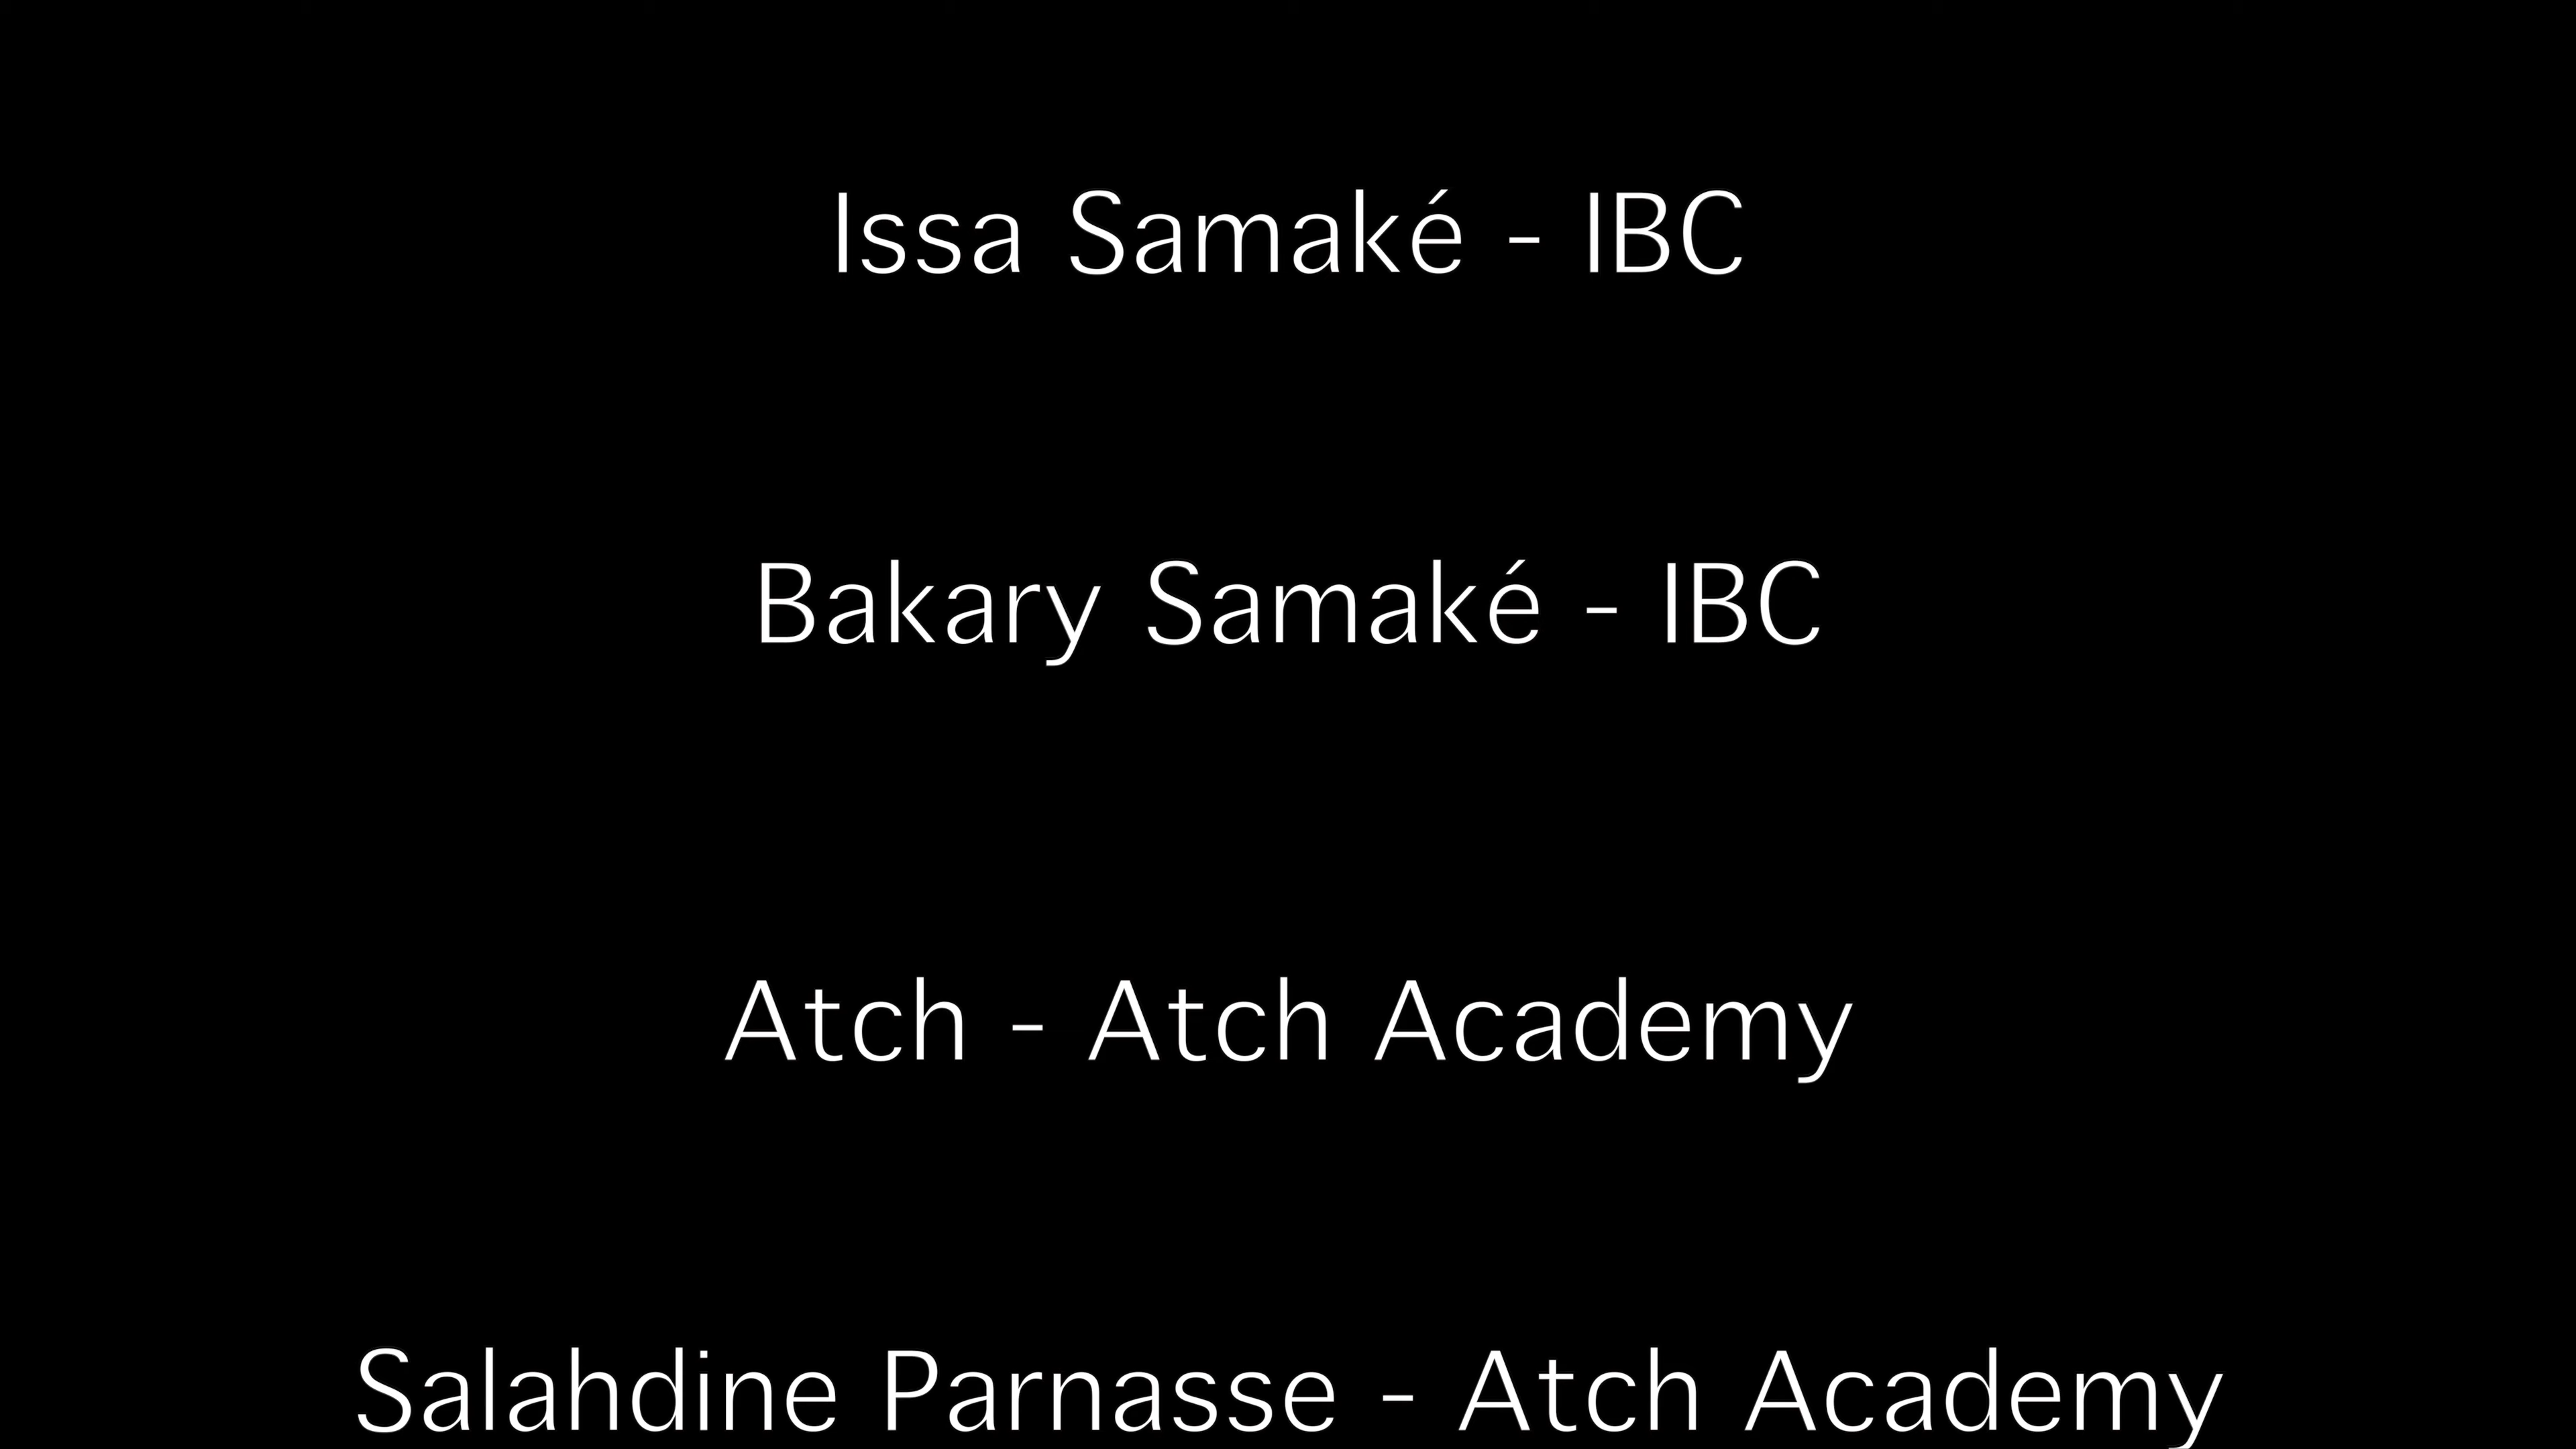 Issa Samaké - IBC
Bakary Samaké - IBC
Atch - Atch Academy
Salahdine Parnasse - Atch Academy